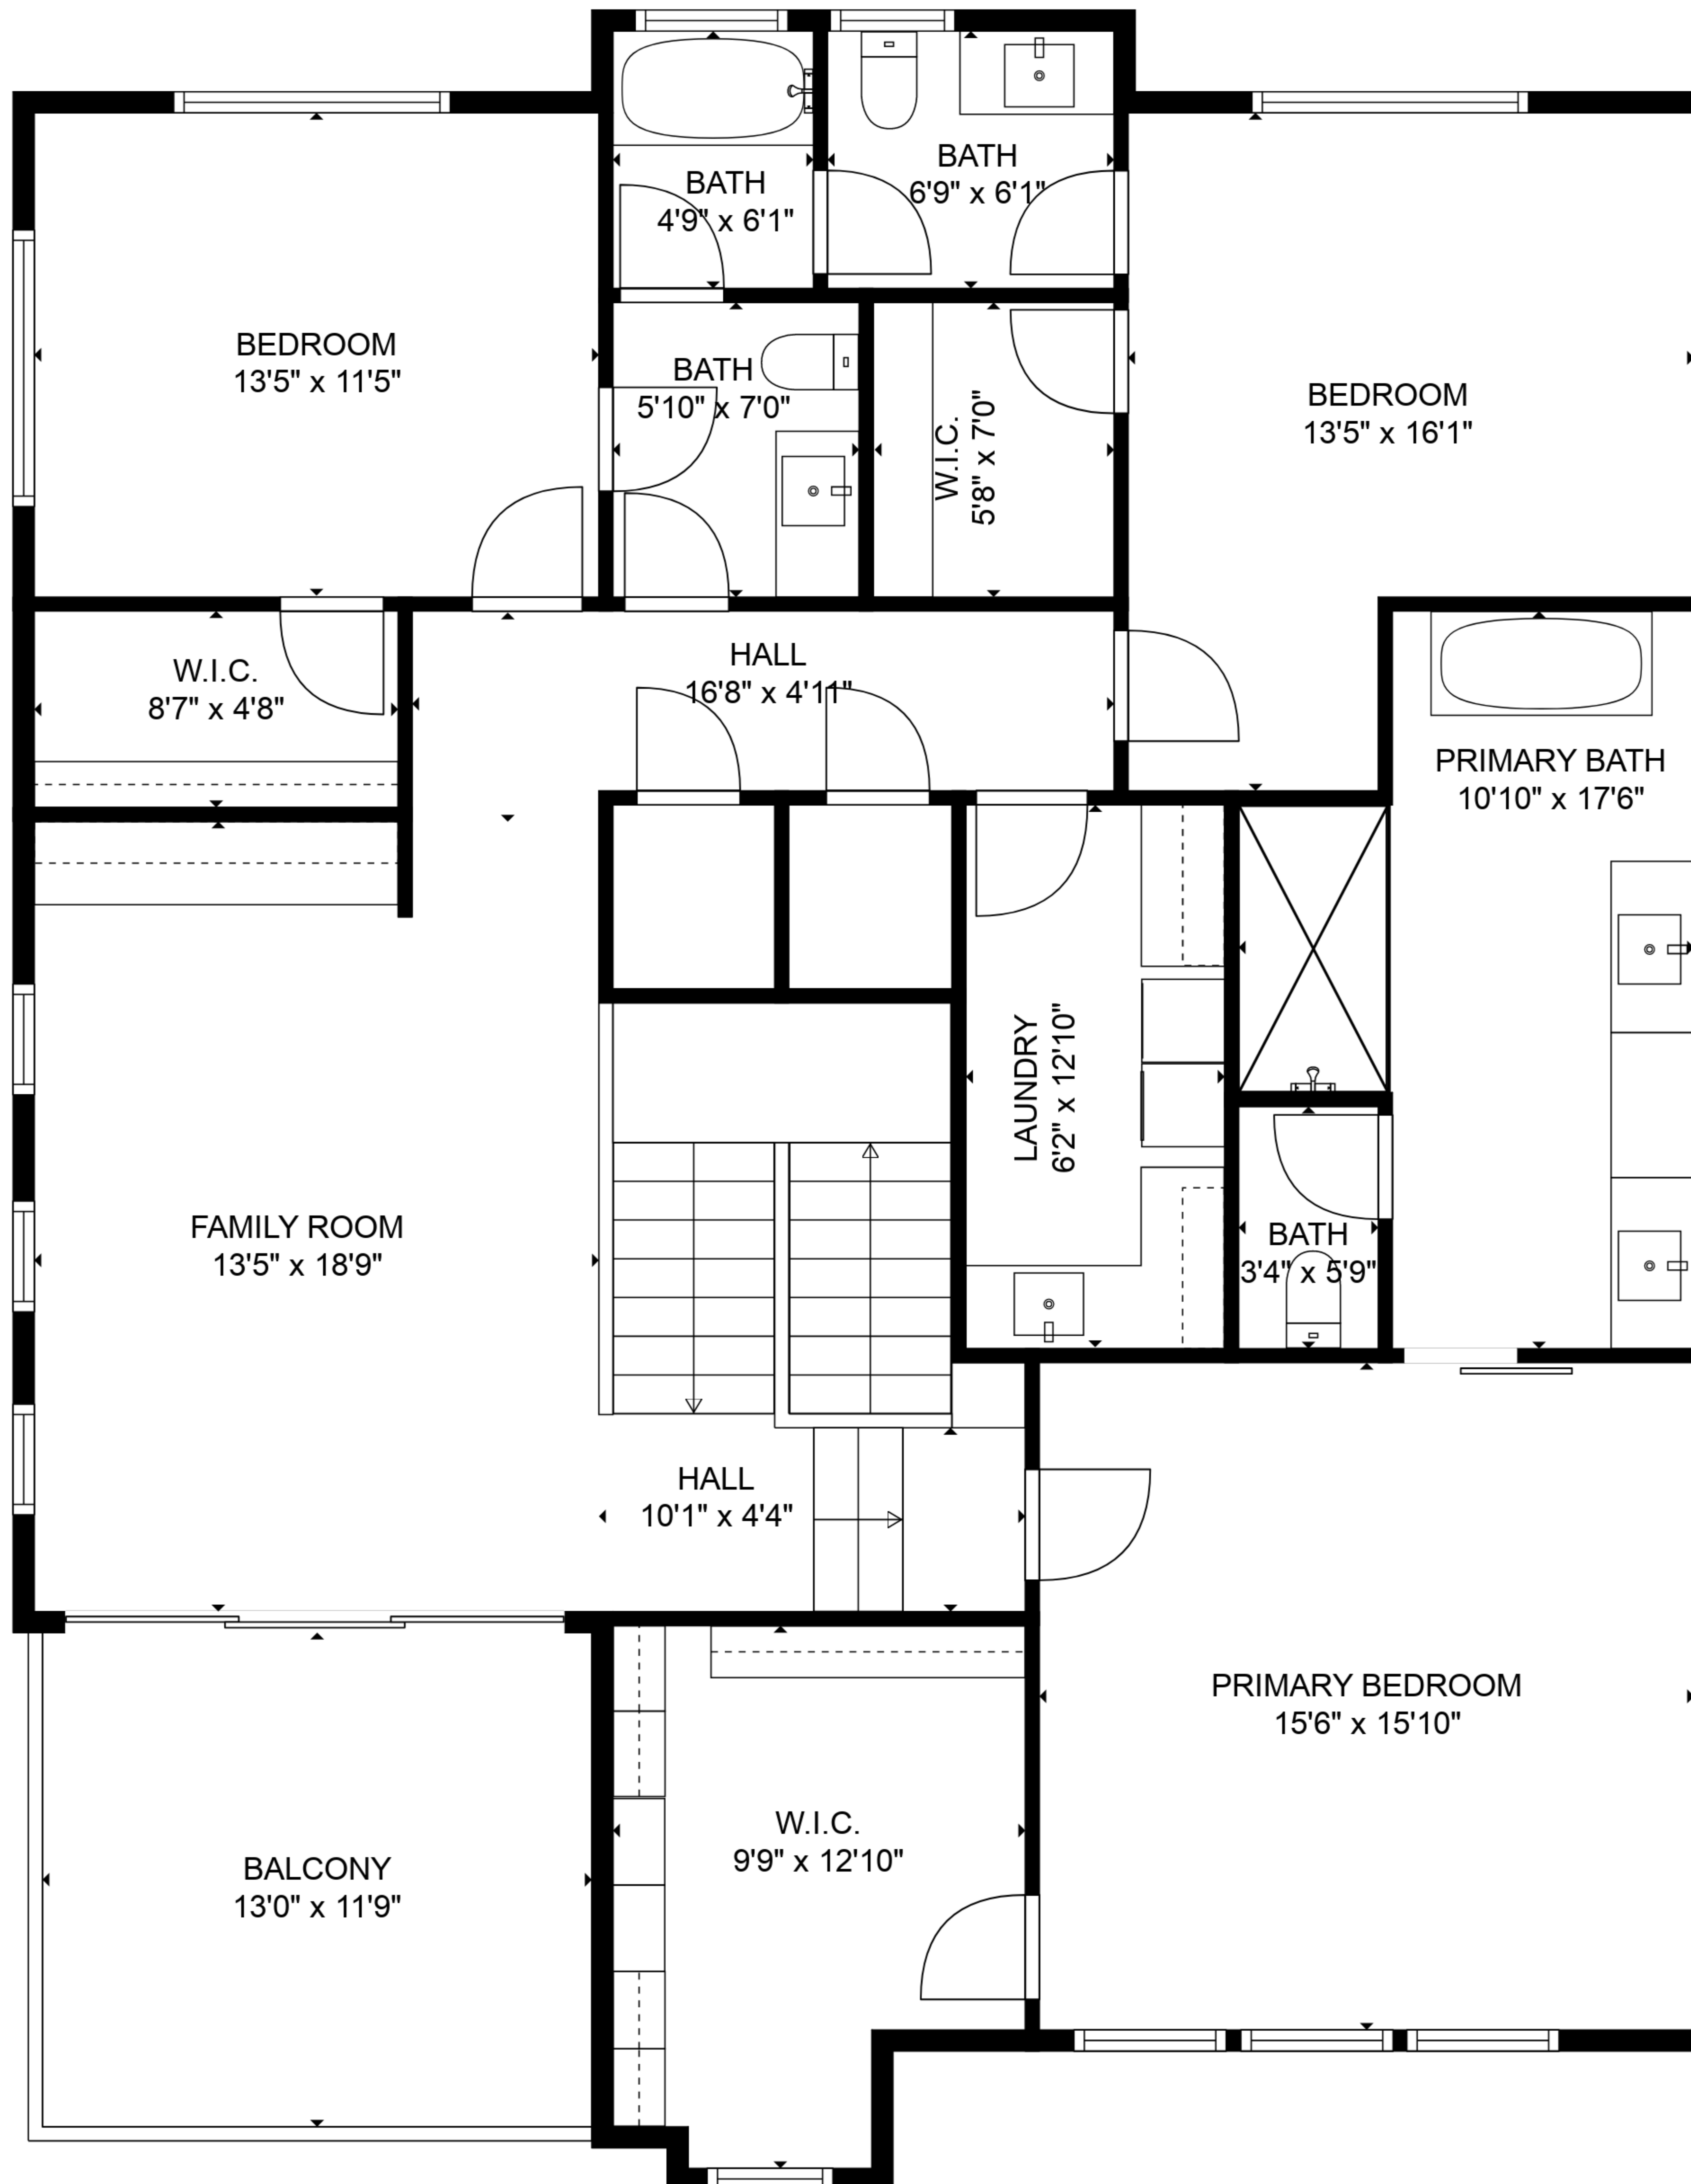 BATH
6'9" x 6'1"
BATH
4'9" x 6'1"
BEDROOM
13'5" x 11'5"
BATH
5'10" x 7'0"
W.I.C.
5'8" x 7'0"
BEDROOM
13'5" x 16'1"
HALL
16'8" x 4'11"
W.I.C.
8'7" x 4'8"
PRIMARY BATH
10'10" x 17'6"
LAUNDRY
6'2" x 12'10"
FAMILY ROOM
13'5" x 18'9"
BATH
3'4" x 5'9"
HALL
10'1" x 4'4"
PRIMARY BEDROOM
15'6" x 15'10"
W.I.C.
9'9" x 12'10"
BALCONY
13'0" x 11'9"